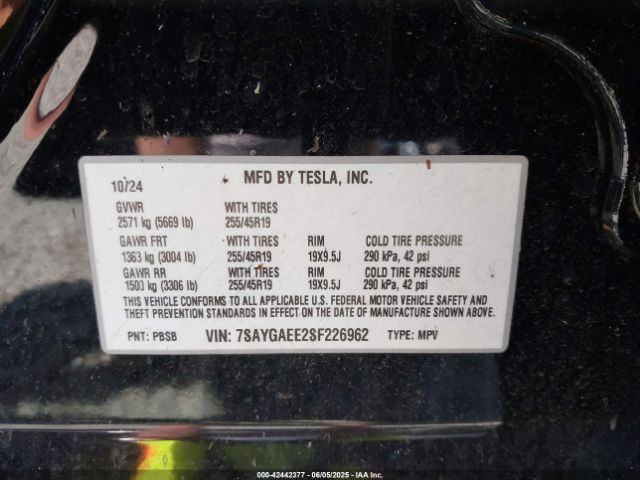 MFD BY TESLA, INC.
10/24
GVWR WITH TIRES
2571 kg (5669 lb) 255/45R19
GAWR FRT WITH TIRES RIM COLD TIRE PRESSURE
1363 kg (3004 lb) 255/45R19 19X9.5J 290 kPa, 42 psi
GAWR RR WITH TIRES RIM COLD TIRE PRESSURE
1500 kg (3306 lb) 255/45R19 19X9.5J 290 kPa, 42 psi
THIS VEHICLE CONFORMS TO ALL APPLICABLE U.S. FEDERAL MOTOR VEHICLE SAFETY AND
THEFT PREVENTION STANDARDS IN EFFECT ON THE DATE OF MANUFACTURE SHOWN ABOVE.
PNT: PBSB VIN: 7SAYGAEE2SF226962 TYPE: MPV
000-42442377 - 06/05/2025 - © IAA, Inc.